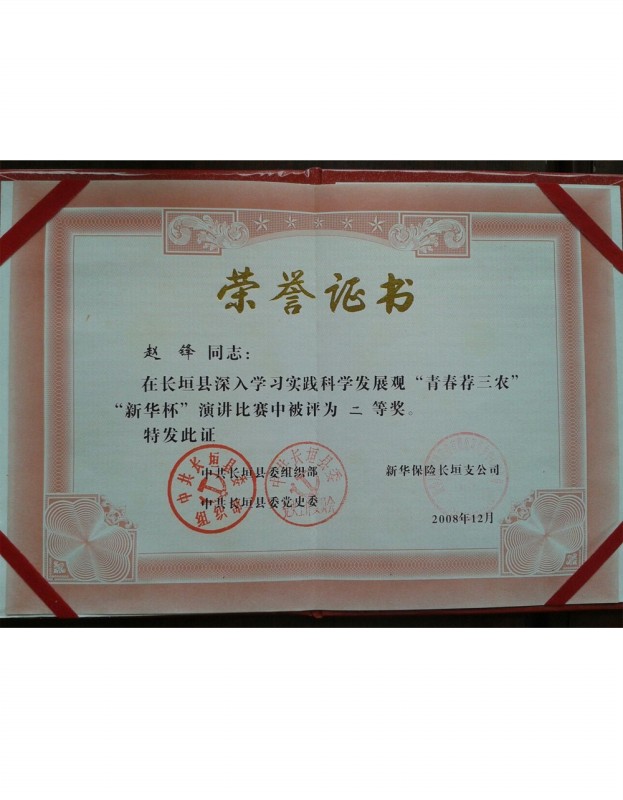 荣誉证书
赵 锋 同志：
在长垣县深入学习实践科学发展观“青春荐三农”
“新华杯”演讲比赛中被评为 二 等奖。
特发此证
中共长垣县委组织部
新华保险长垣支公司
中共长垣县委党史委
2008年12月